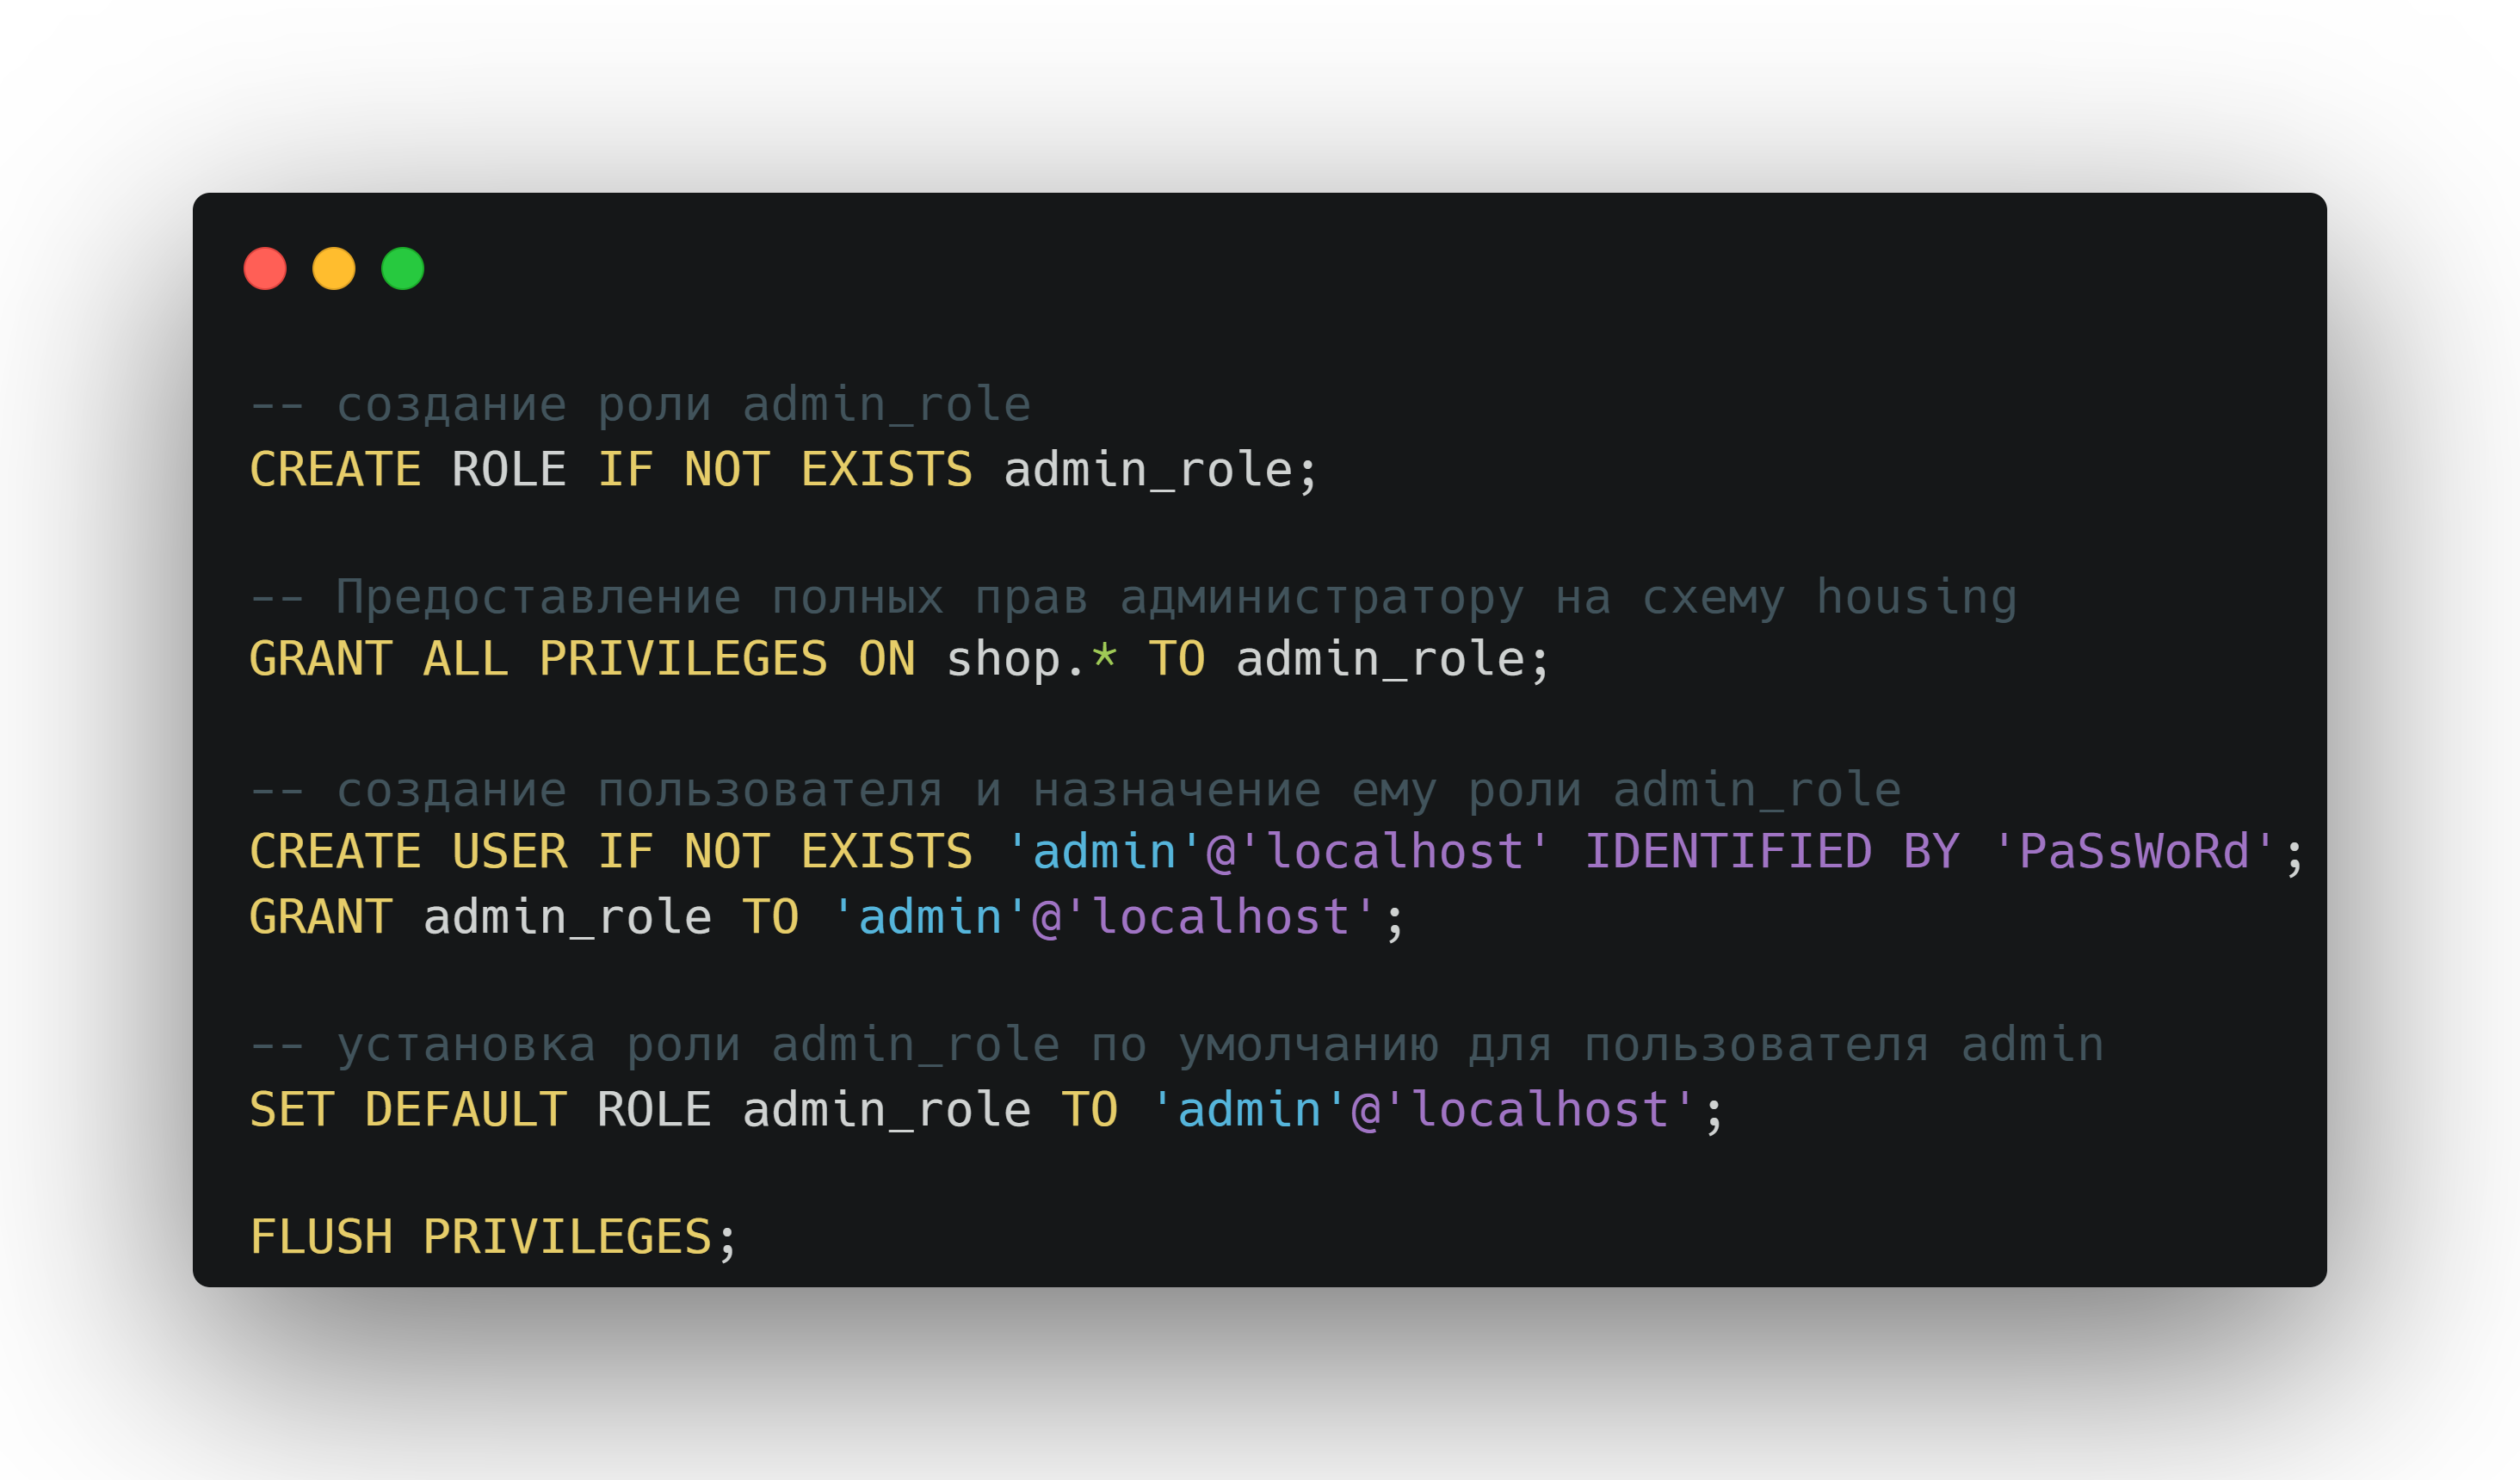 -- создание роли admin_role
CREATE ROLE IF NOT EXISTS admin_role;
-- Предоставление полных прав администратору на схему housing
GRANT ALL PRIVILEGES ON shop.* TO admin_role;
-- создание пользователя и назначение ему роли admin_role
CREATE USER IF NOT EXISTS 'admin'@'localhost' IDENTIFIED BY 'PaSsWoRd';
GRANT admin_role TO 'admin'@'localhost';
-- установка роли admin_role по умолчанию для пользователя admin
SET DEFAULT ROLE admin_role TO 'admin'@'localhost';
FLUSH PRIVILEGES;